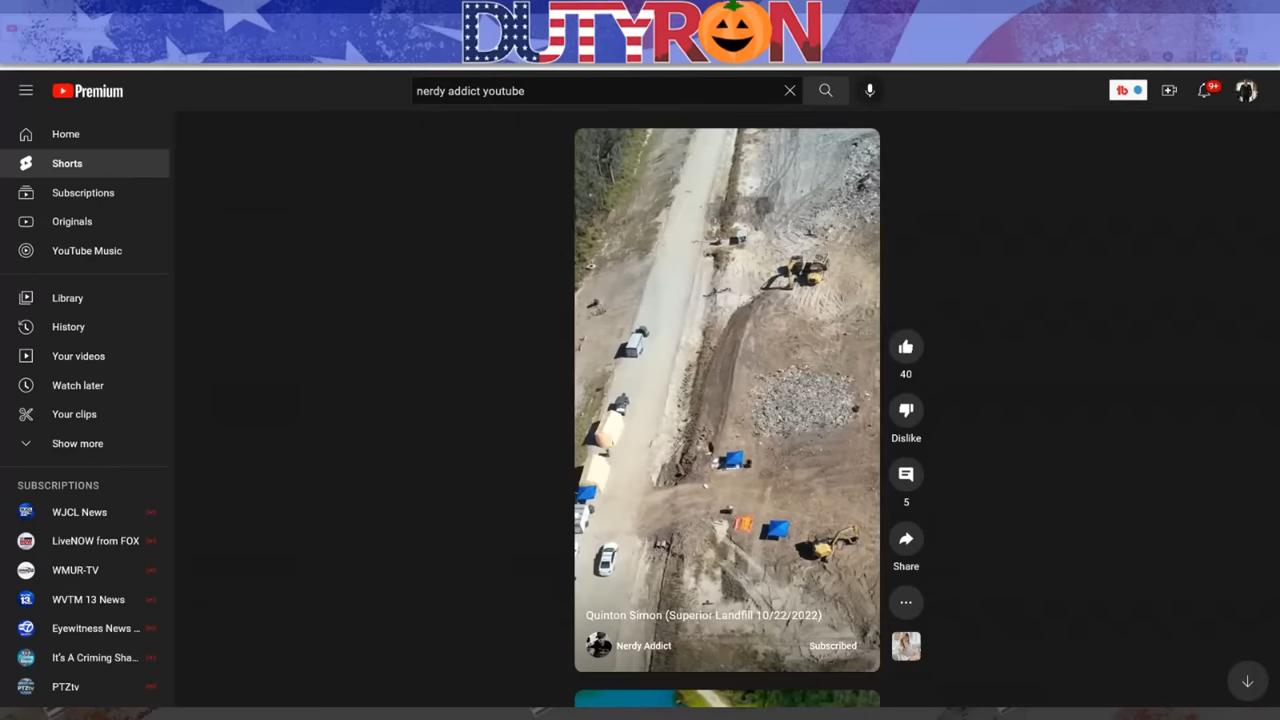 DUTYRON
Premium
nerdy addict youtube
9+
Home
Shorts
Subscriptions
Originals
YouTube Music
Library
History
Your videos
Watch later
Your clips
Show more
SUBSCRIPTIONS
WJCL News
LiveNOW from FOX
WMUR-TV
WVTM 13 News
Eyewitness News ...
It's A Criming Sha...
PTZtv
40
Dislike
5
Share
Quinton Simon (Superior Landfill 10/22/2022)
Nerdy Addict
Subscribed